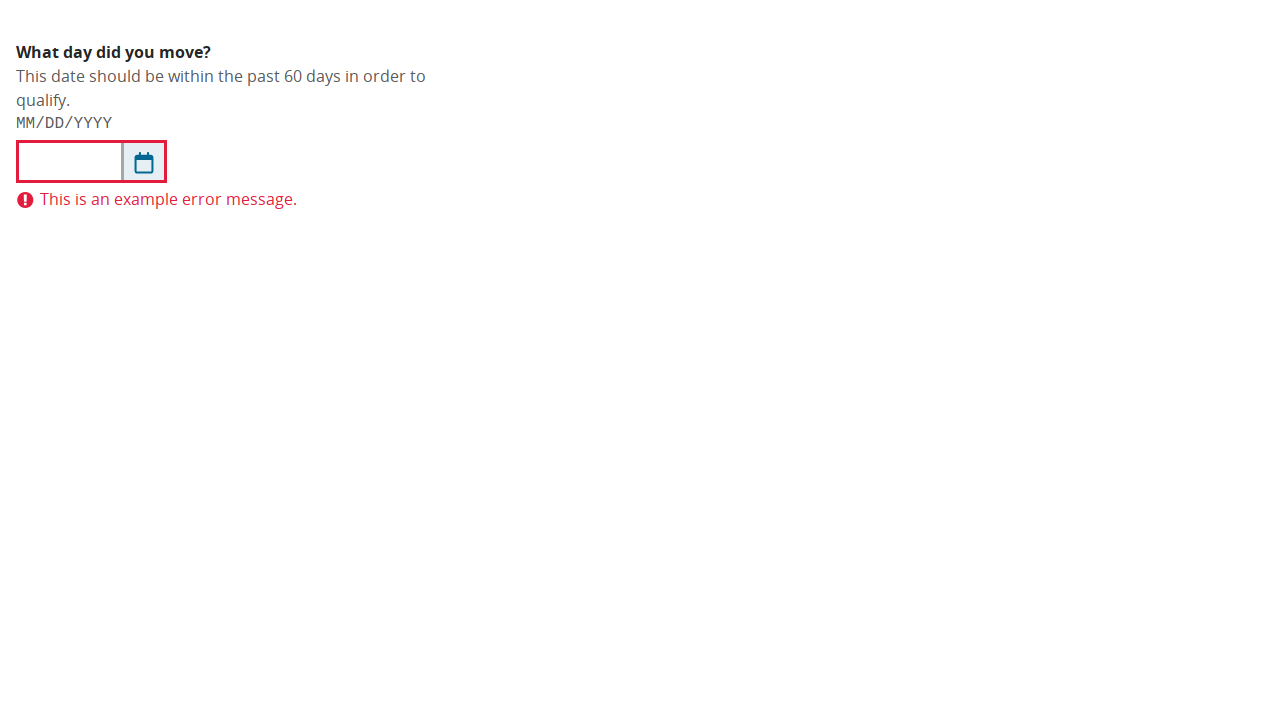 What day did you move?
This date should be within the past 60 days in order to
qualify.
MM/DD/YYYY
This is an example error message.